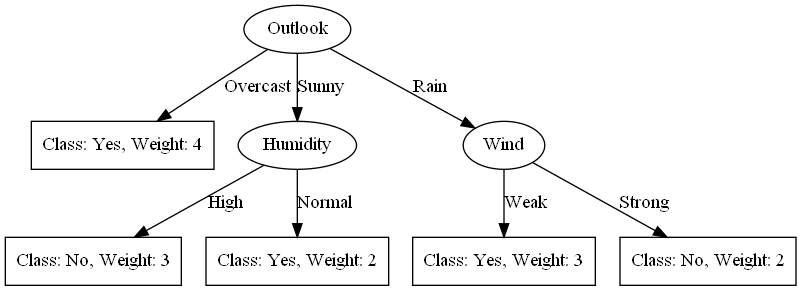 Outlook
Overcast
Sunny
Rain
Class: Yes, Weight: 4
Humidity
Wind
High
Normal
Weak
Strong
Class: No, Weight: 3
Class: Yes, Weight: 2
Class: Yes, Weight: 3
Class: No, Weight: 2